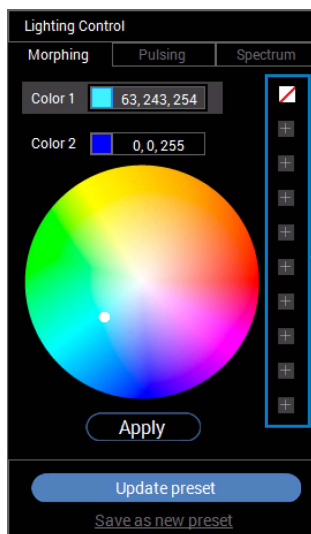 Lighting Control
Morphing Pulsing Spectrum
Color 1 63, 243, 254
Color 2 0, 0, 255
Apply
Update preset
Save as new preset